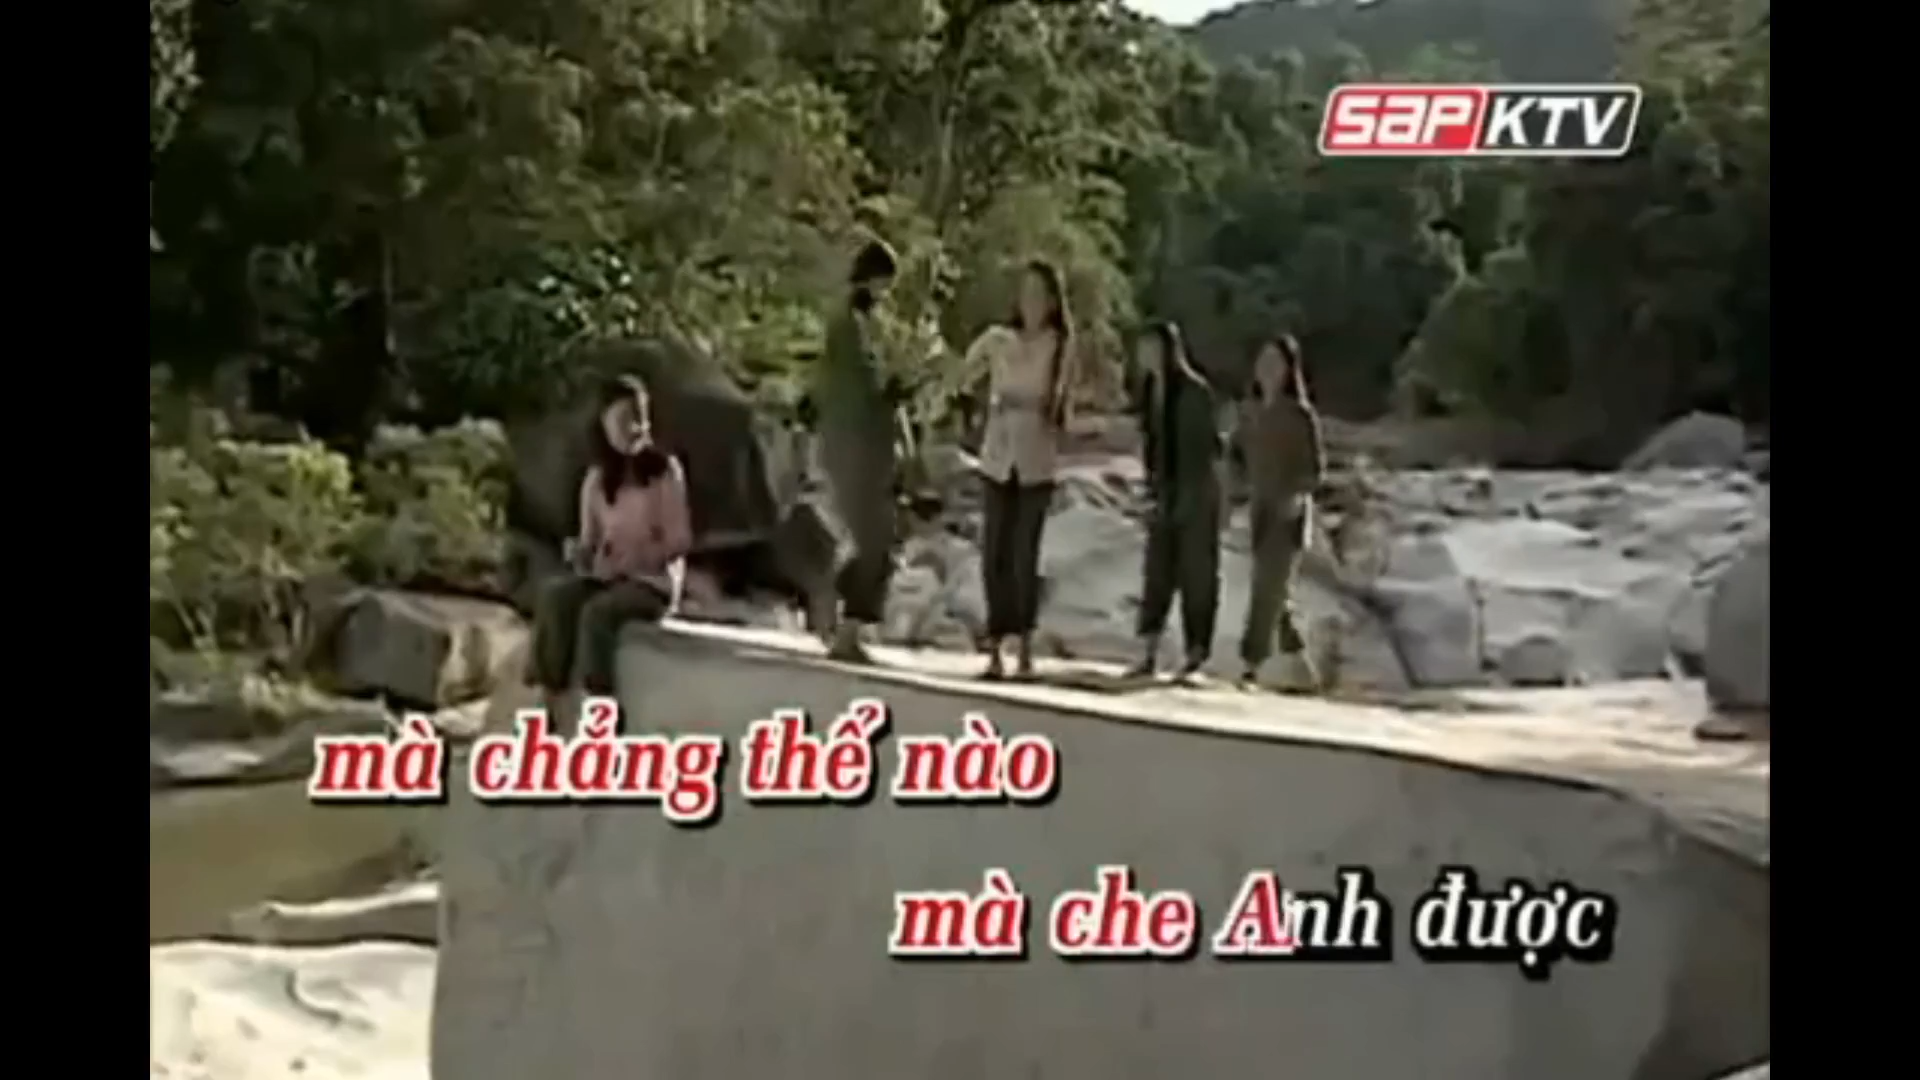 sapKTV
mà chẳng thể nào
mà che Anh được